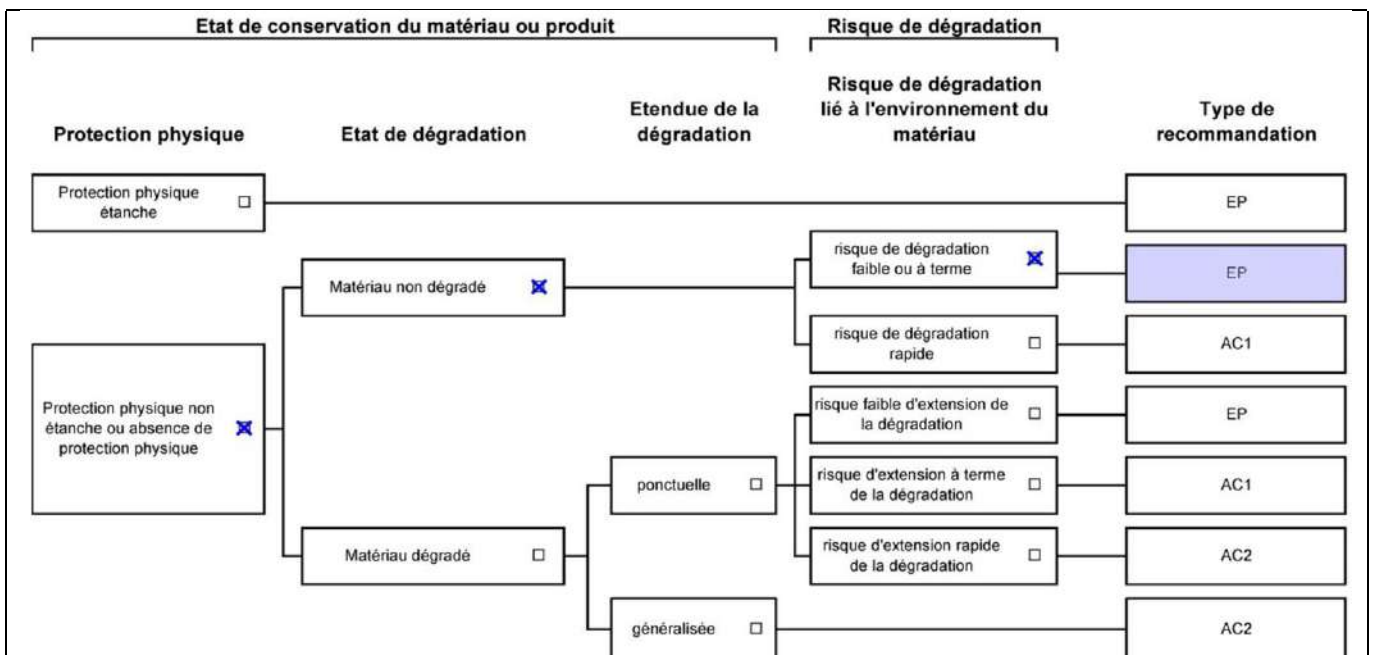 Etat de conservation du matériau ou produit
Risque de dégradation
Protection physique
Etat de dégradation
Etendue de la
dégradation
Risque de dégradation
lié à l'environnement du
matériau
Type de
recommandation
Protection physique
étanche
EP
Protection physique non
étanche ou absence de
protection physique
Matériau non dégradé
risque de dégradation
faible ou à terme
EP
risque de dégradation
rapide
AC1
Matériau dégradé
ponctuelle
risque faible d'extension de
la dégradation
EP
risque d'extension à terme
de la dégradation
AC1
risque d'extension rapide
de la dégradation
AC2
généralisée
AC2